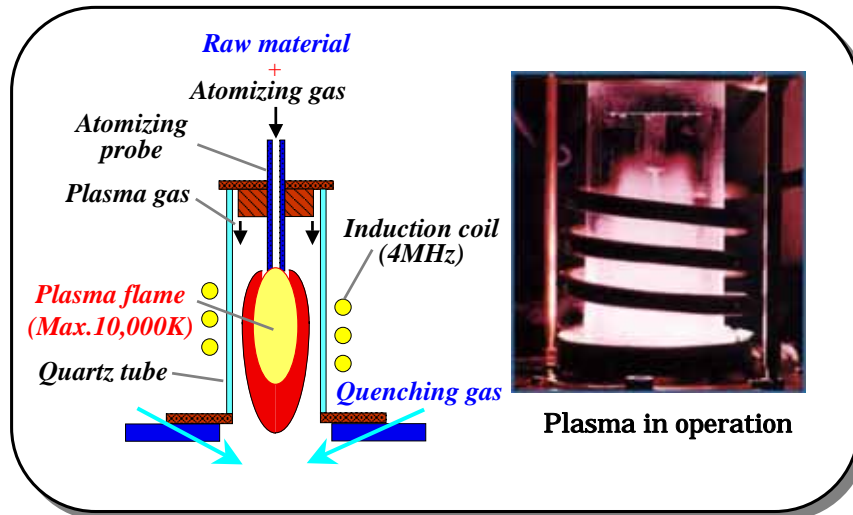 Raw material
+
Atomizing gas
Atomizing
probe
Plasma gas
Induction coil
(4MHz)
Plasma flame
(Max.10,000K)
Quartz tube
Quenching gas
Plasma in operation